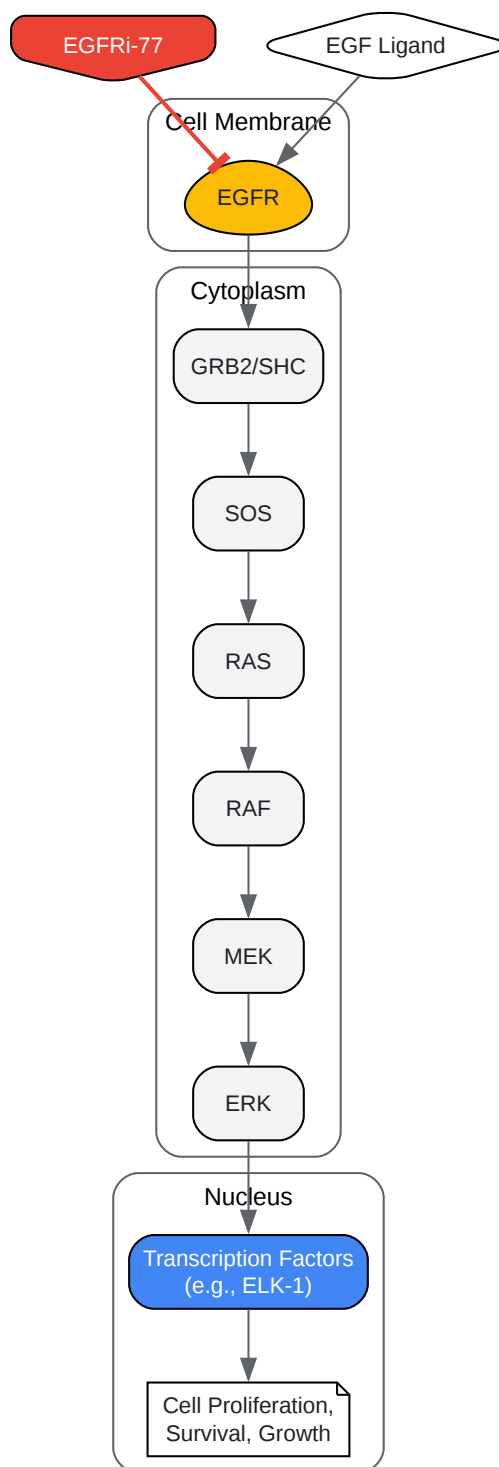 EGFRi-77
EGF Ligand
Cell Membrane
EGFR
Cytoplasm
GRB2/SHC
SOS
RAS
RAF
MEK
ERK
Nucleus
Transcription Factors
(e.g., ELK-1)
Cell Proliferation,
Survival, Growth